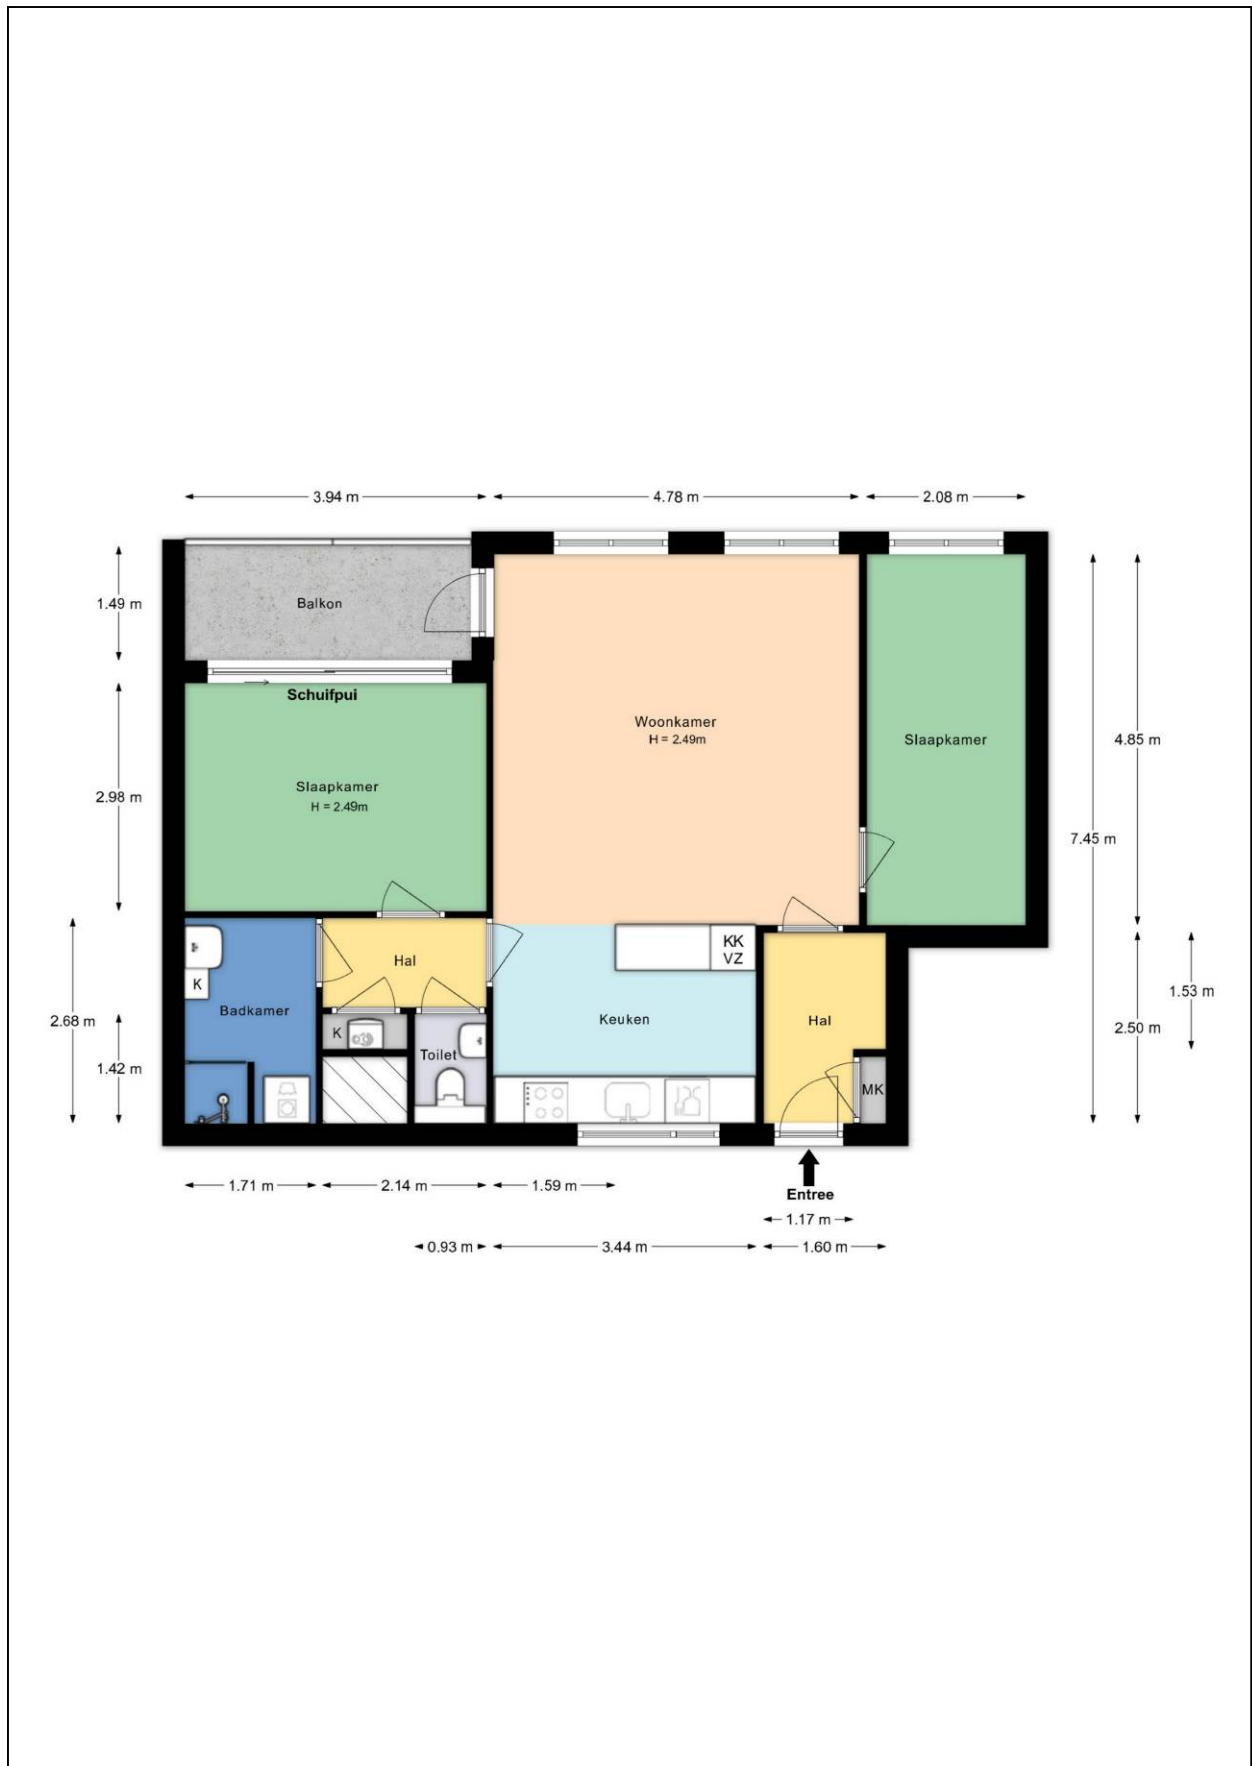 3.94 m
4.78 m
2.08 m
1.49 m
Balkon
Schuifpui
Woonkamer
H = 2.49m
Slaapkamer
4.85 m
2.98 m
Slaapkamer
H = 2.49m
7.45 m
KK
VZ
Hal
K
Badkamer
2.68 m
1.42 m
K
Toilet
Keuken
Hal
1.53 m
2.50 m
MK
1.71 m
2.14 m
1.59 m
Entree
1.17 m
0.93 m
3.44 m
1.60 m